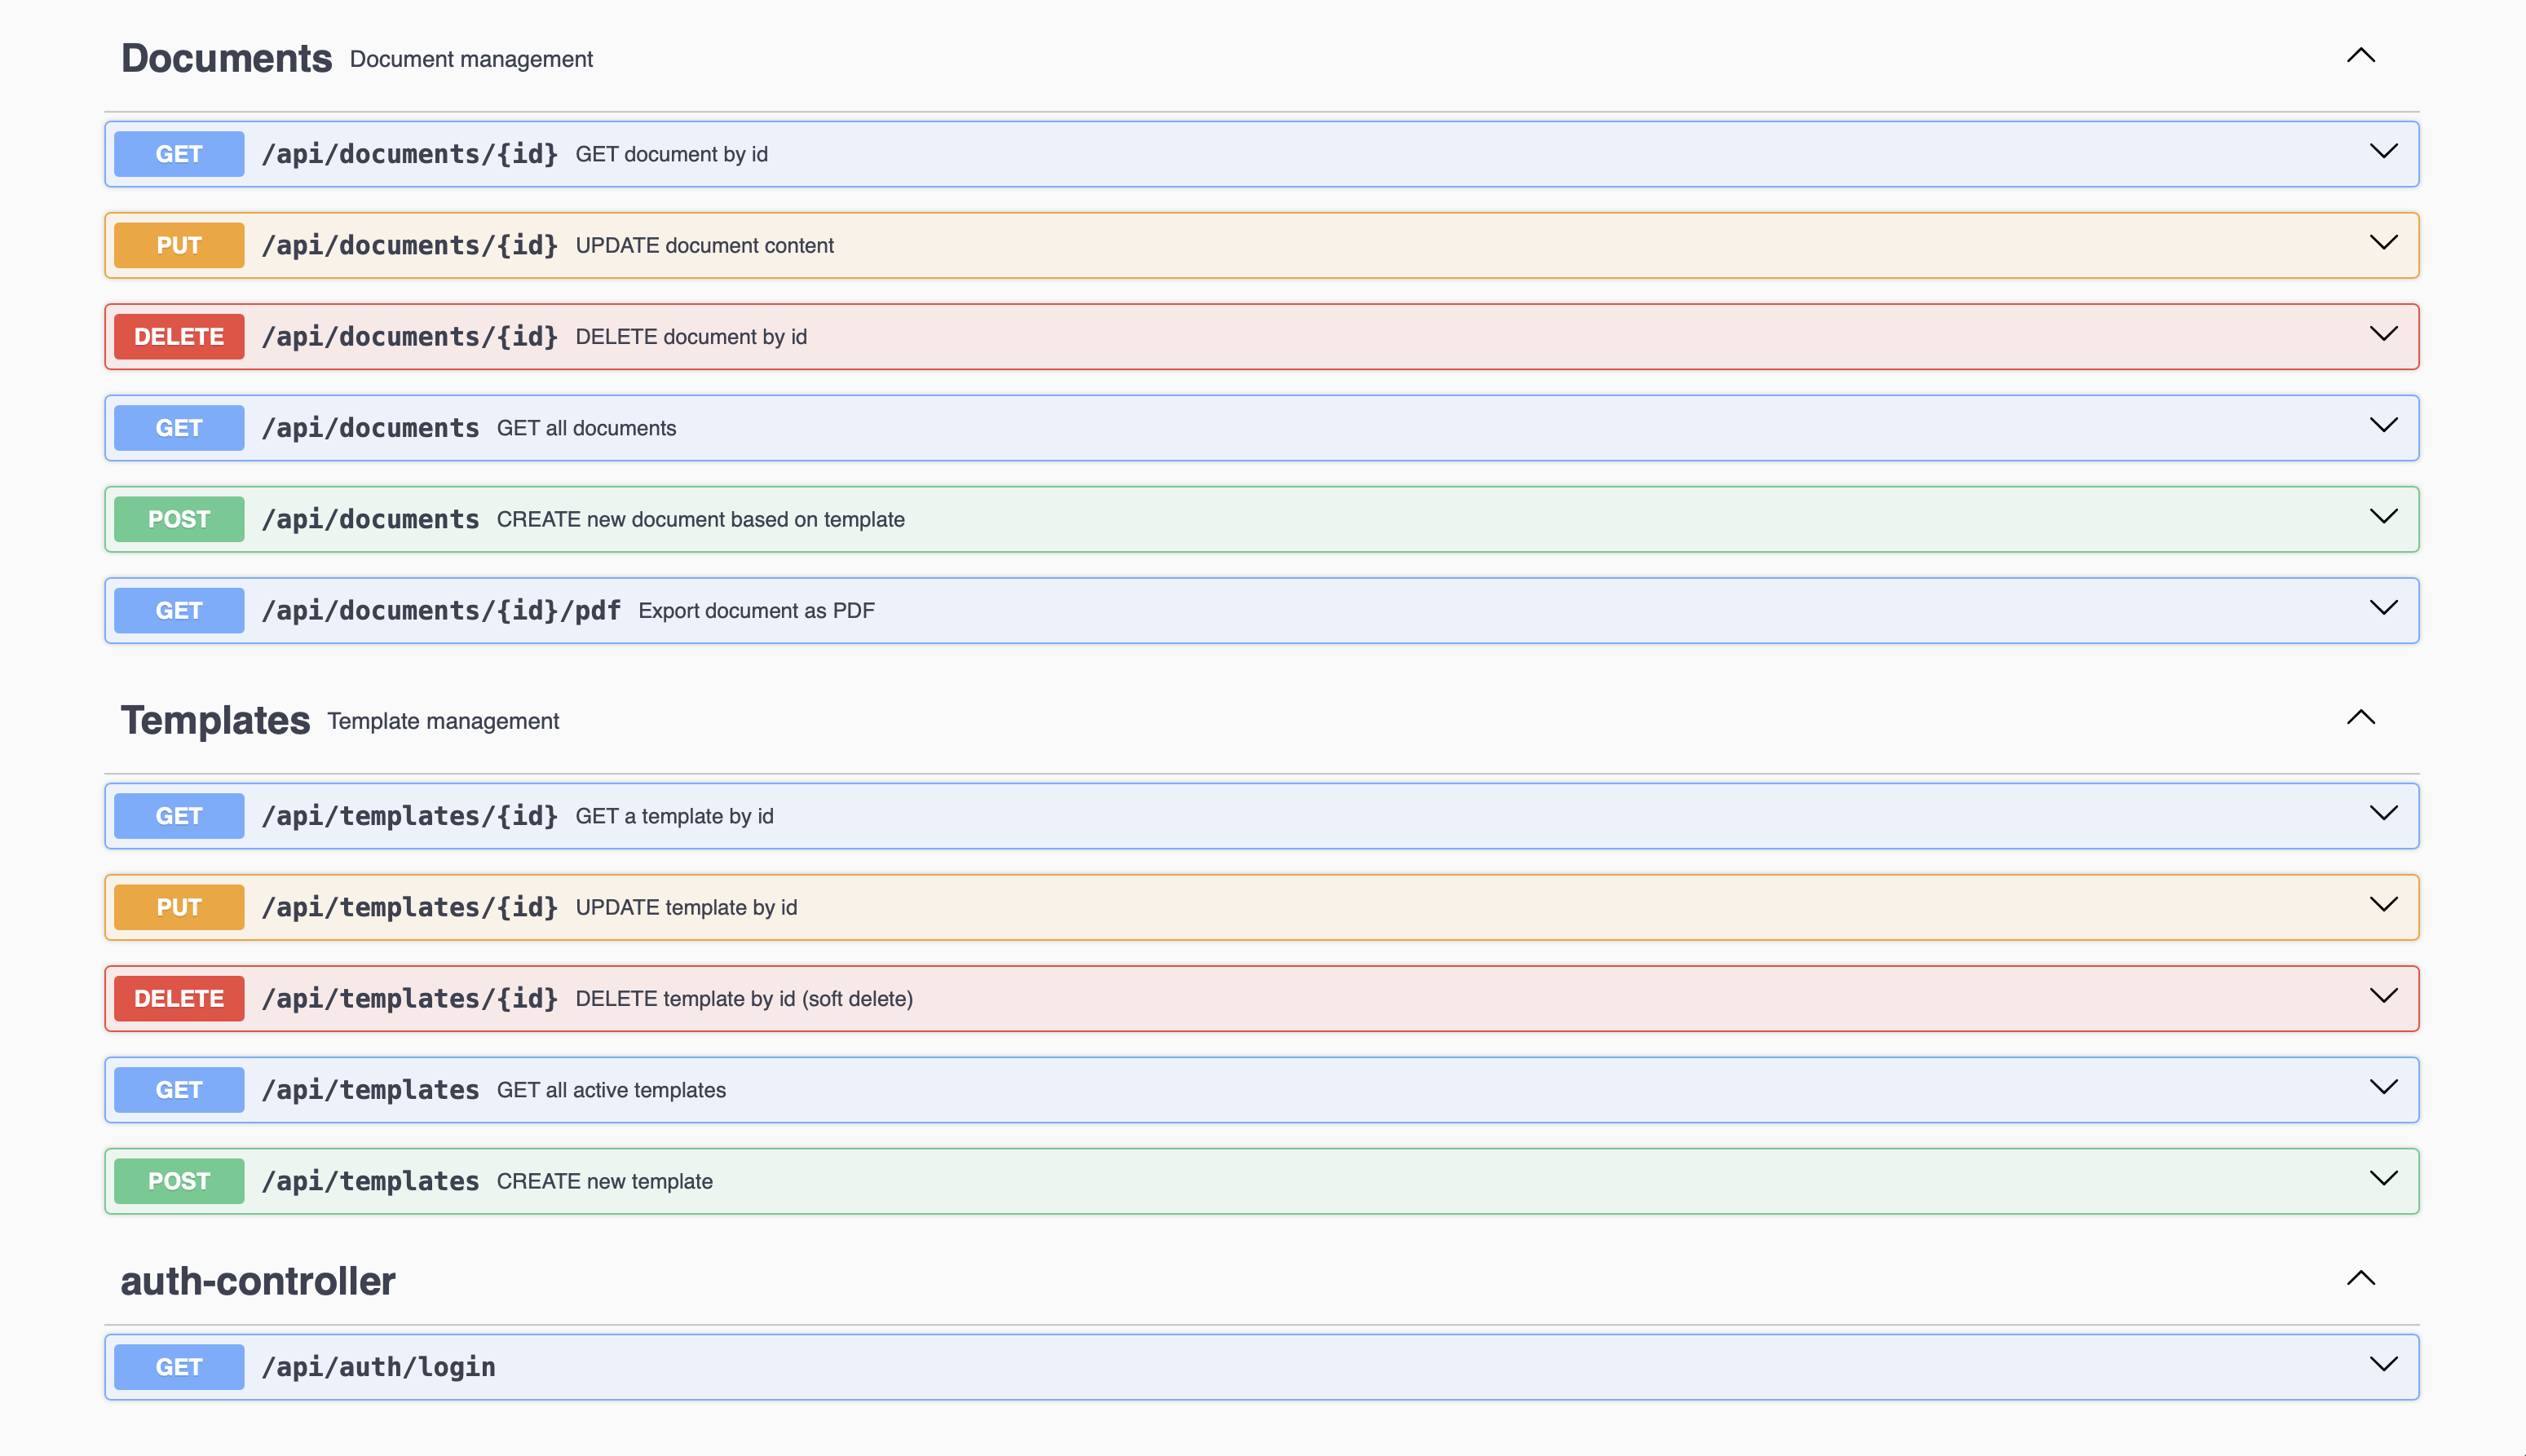 Documents Document management
GET /api/documents/{id} GET document by id
PUT /api/documents/{id} UPDATE document content
DELETE /api/documents/{id} DELETE document by id
GET /api/documents GET all documents
POST /api/documents CREATE new document based on template
GET /api/documents/{id}/pdf Export document as PDF
Templates Template management
GET /api/templates/{id} GET a template by id
PUT /api/templates/{id} UPDATE template by id
DELETE /api/templates/{id} DELETE template by id (soft delete)
GET /api/templates GET all active templates
POST /api/templates CREATE new template
auth-controller
GET /api/auth/login